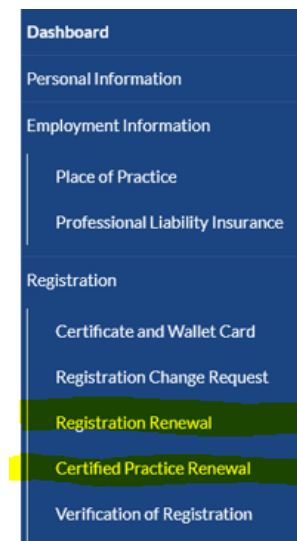 Dashboard
Personal Information
Employment Information
Place of Practice
Professional Liability Insurance
Registration
Certificate and Wallet Card
Registration Change Request
Registration Renewal
Certified Practice Renewal
Verification of Registration